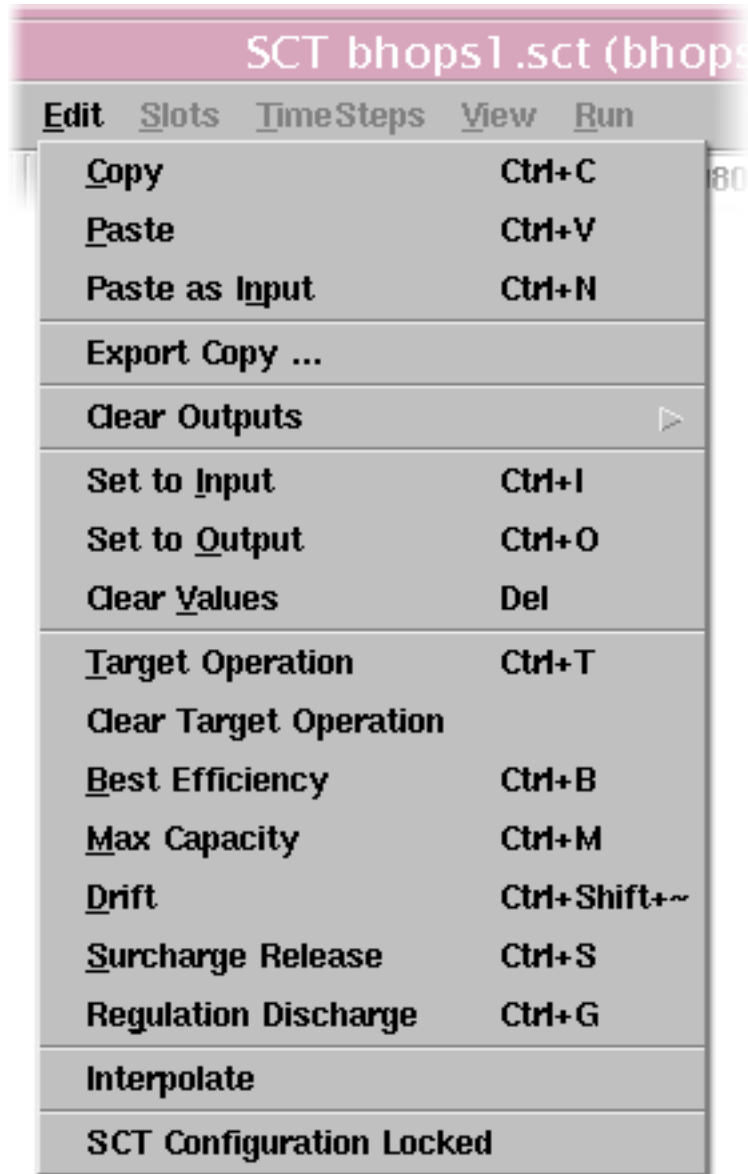 SCT bhops1.sct (bhops
Edit Slots TimeSteps View Run
Copy Ctrl+C
Paste Ctrl+V
Paste as Input Ctrl+N
Export Copy ...
Clear Outputs
Set to Input Ctrl+I
Set to Output Ctrl+O
Clear Values Del
Target Operation Ctrl+T
Clear Target Operation
Best Efficiency Ctrl+B
Max Capacity Ctrl+M
Drift Ctrl+Shift+~
Surcharge Release Ctrl+S
Regulation Discharge Ctrl+G
Interpolate
SCT Configuration Locked